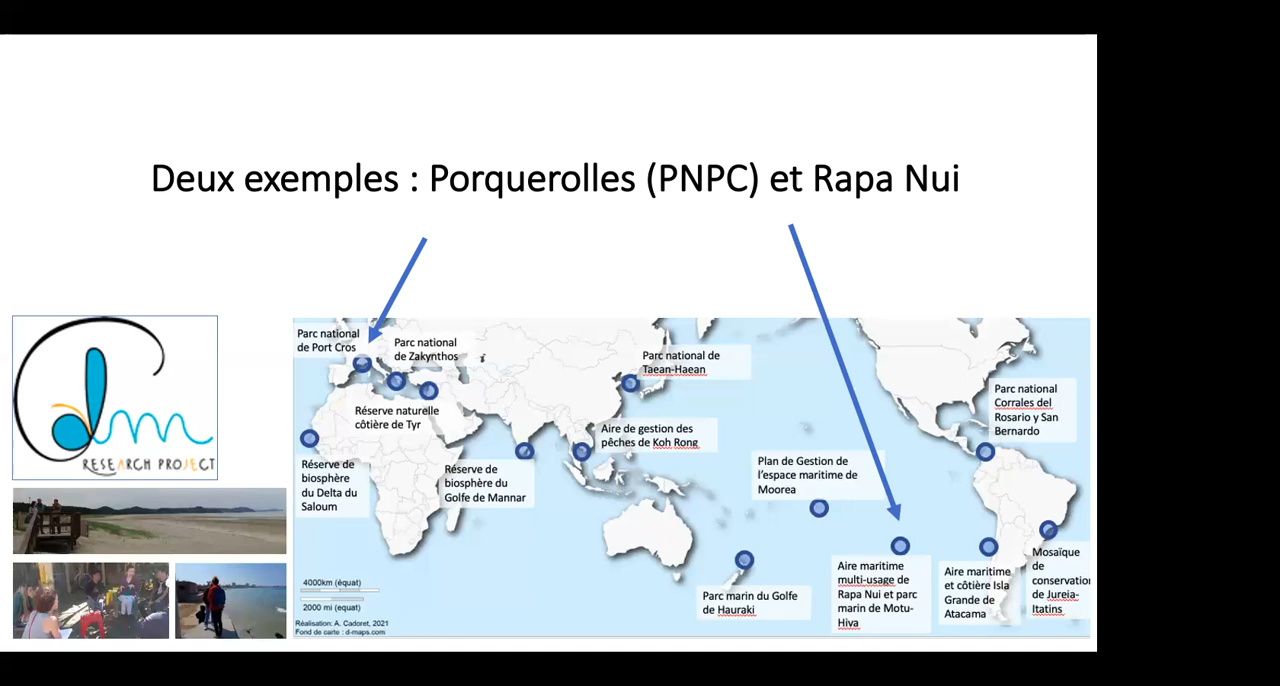 Deux exemples : Porquerolles (PNPC) et Rapa Nui
dm
RESEARCH PROJECT
Parc national
de Port Cros
Parc national
de Zakynthos
Réserve naturelle
côtière de Tyr
Réserve de
biosphère
du Delta du
Saloum
Réserve de
biosphère du
Golfe de Mannar
Parc national de
Taean-Haean
Aire de gestion des
pêches de Koh Rong
Plan de Gestion de
l'espace maritime de
Moorea
Parc marin du Golfe
de Hauraki
Aire maritime
multi-usage de
Rapa Nui et parc
marin de Motu-
Hiva
Aire maritime
et côtière Isla
Grande de
Atacama
Parc national
Corrales del
Rosario y San
Bernardo
Mosaïque
de
conservation
de Jureia-
Itatins
4000km (équat)
2000 mi (equat)
Réalisation: A. Cadoret, 2021
Fond de carte : d-maps.com